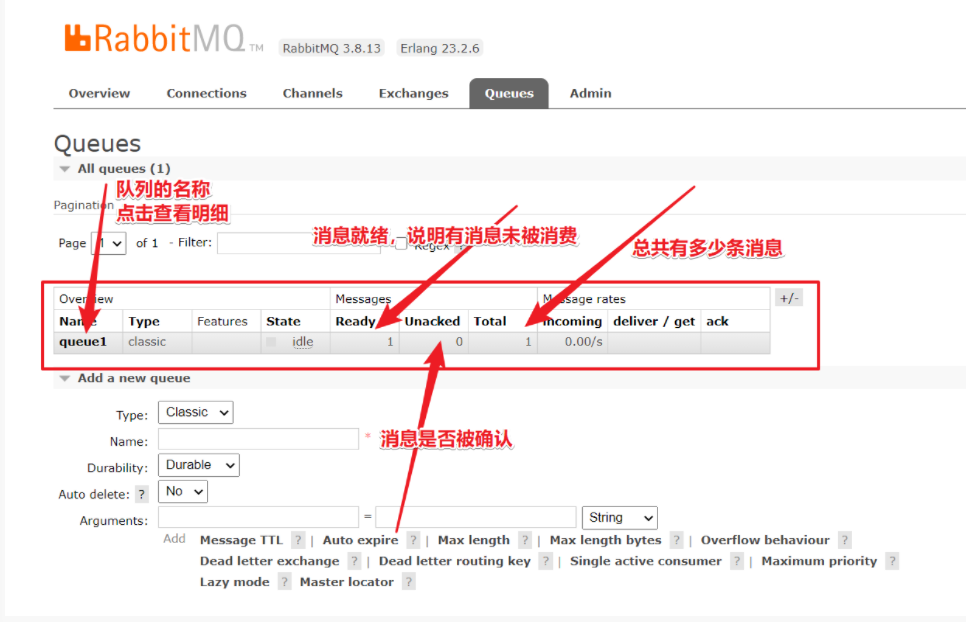 RabbitMQ TM RabbitMQ 3.8.13 Erlang 23.2.6
Overview Connections Channels Exchanges Queues Admin
Queues
All queues (1)
队列的名称
Pagination
点击查看明细
消息就绪，说明有消息未被消费
Page 1 of 1 - Filter: Regex ?
总共有多少条消息
Overview Messages Message rates +/-
Name Type Features State Ready Unacked Total incoming deliver / get ack
queue1 classic idle 1 0 1 0.00/s
Add a new queue
Type: Classic
Name: *
消息是否被确认
Durability: Durable
Auto delete: ? No
Arguments: = String
Add Message TTL ? | Auto expire ? | Max length ? | Max length bytes ? | Overflow behaviour ?
Dead letter exchange ? | Dead letter routing key ? | Single active consumer ? | Maximum priority ?
Lazy mode ? Master locator ?